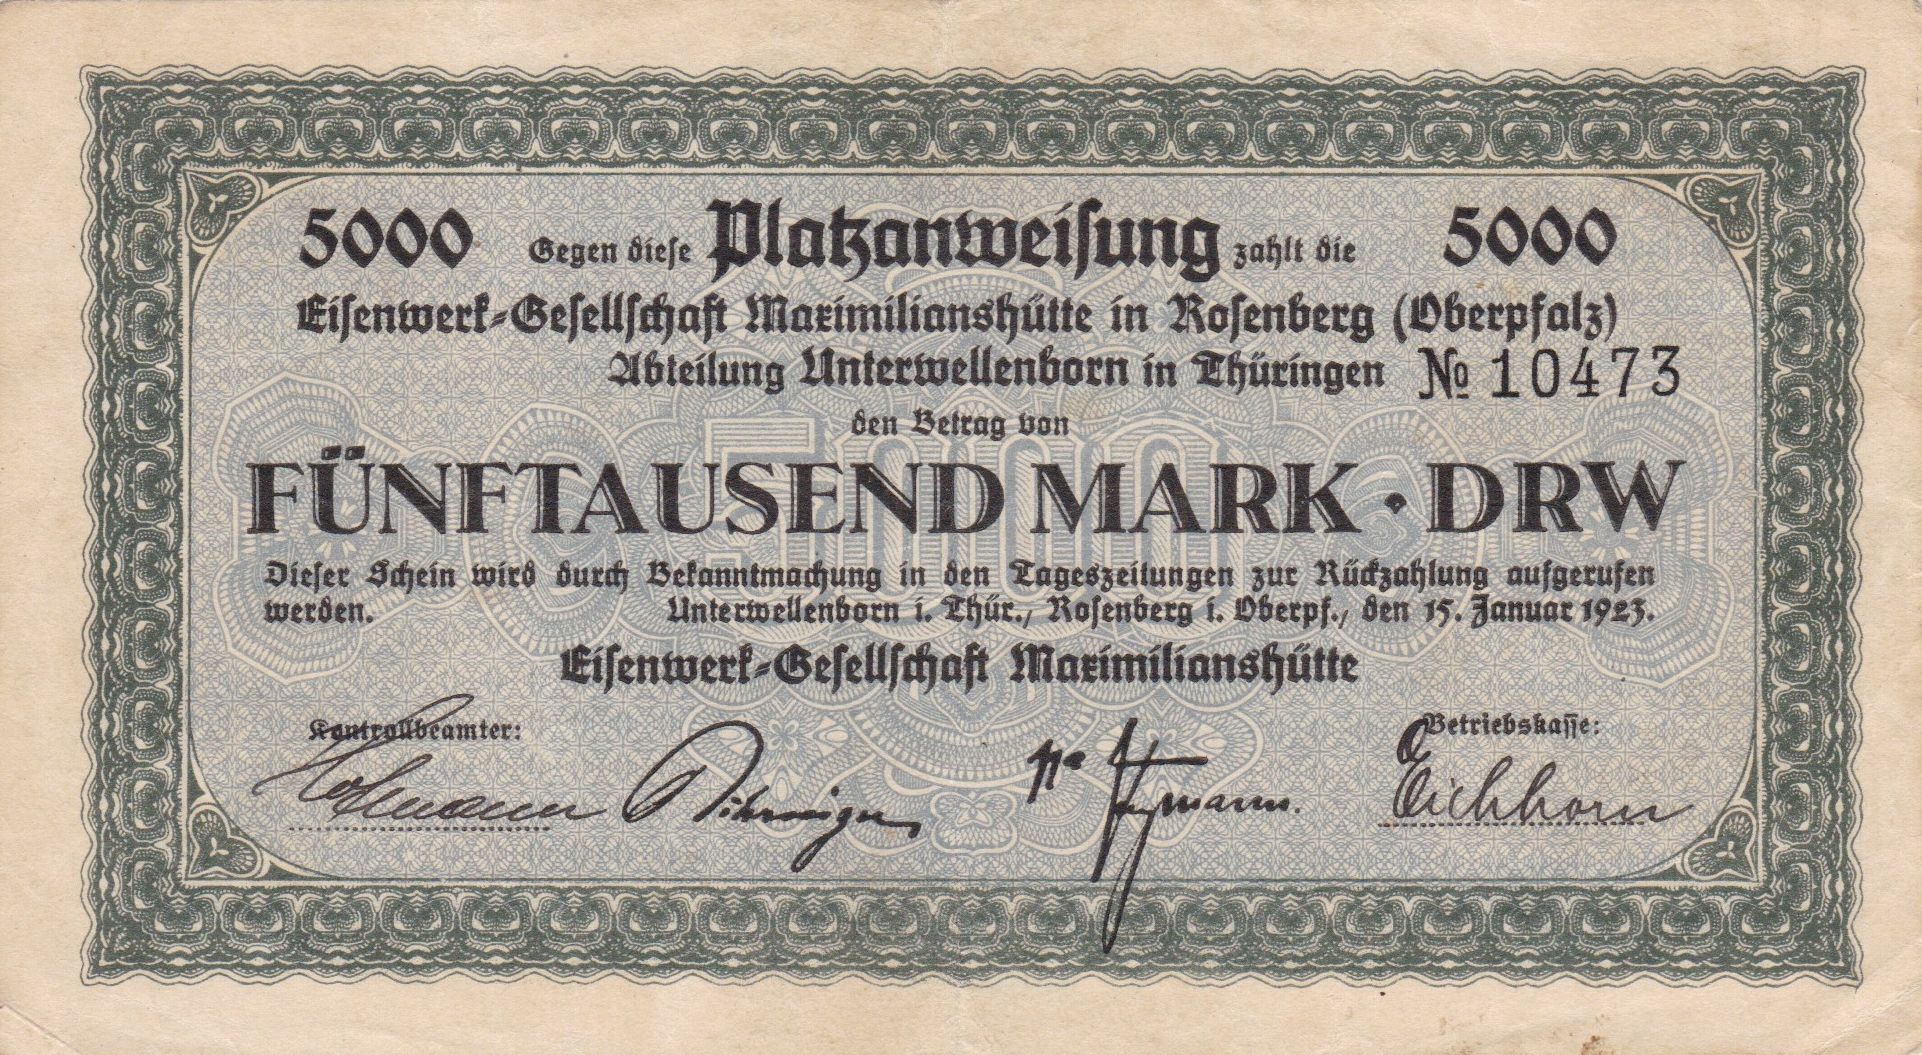 5000 Gegen diese Platzanweisung zahlt die 5000
Eisenwerk-Gesellschaft Maximilianshütte in Rosenberg (Oberpfalz)
Abteilung Unterwellenborn in Thüringen № 10473
den Betrag von
5000
FÜNFTAUSEND MARK · DRW
Dieser Schein wird durch Bekanntmachung in den Tageszeitungen zur Rückzahlung aufgerufen
werden. Unterwellenborn i. Thür., Rosenberg i. Oberpf., den 15. Januar 1923.
Eisenwerk-Gesellschaft Maximilianshütte
Kontrollbeamter: Betriebskasse:
Eichhorn